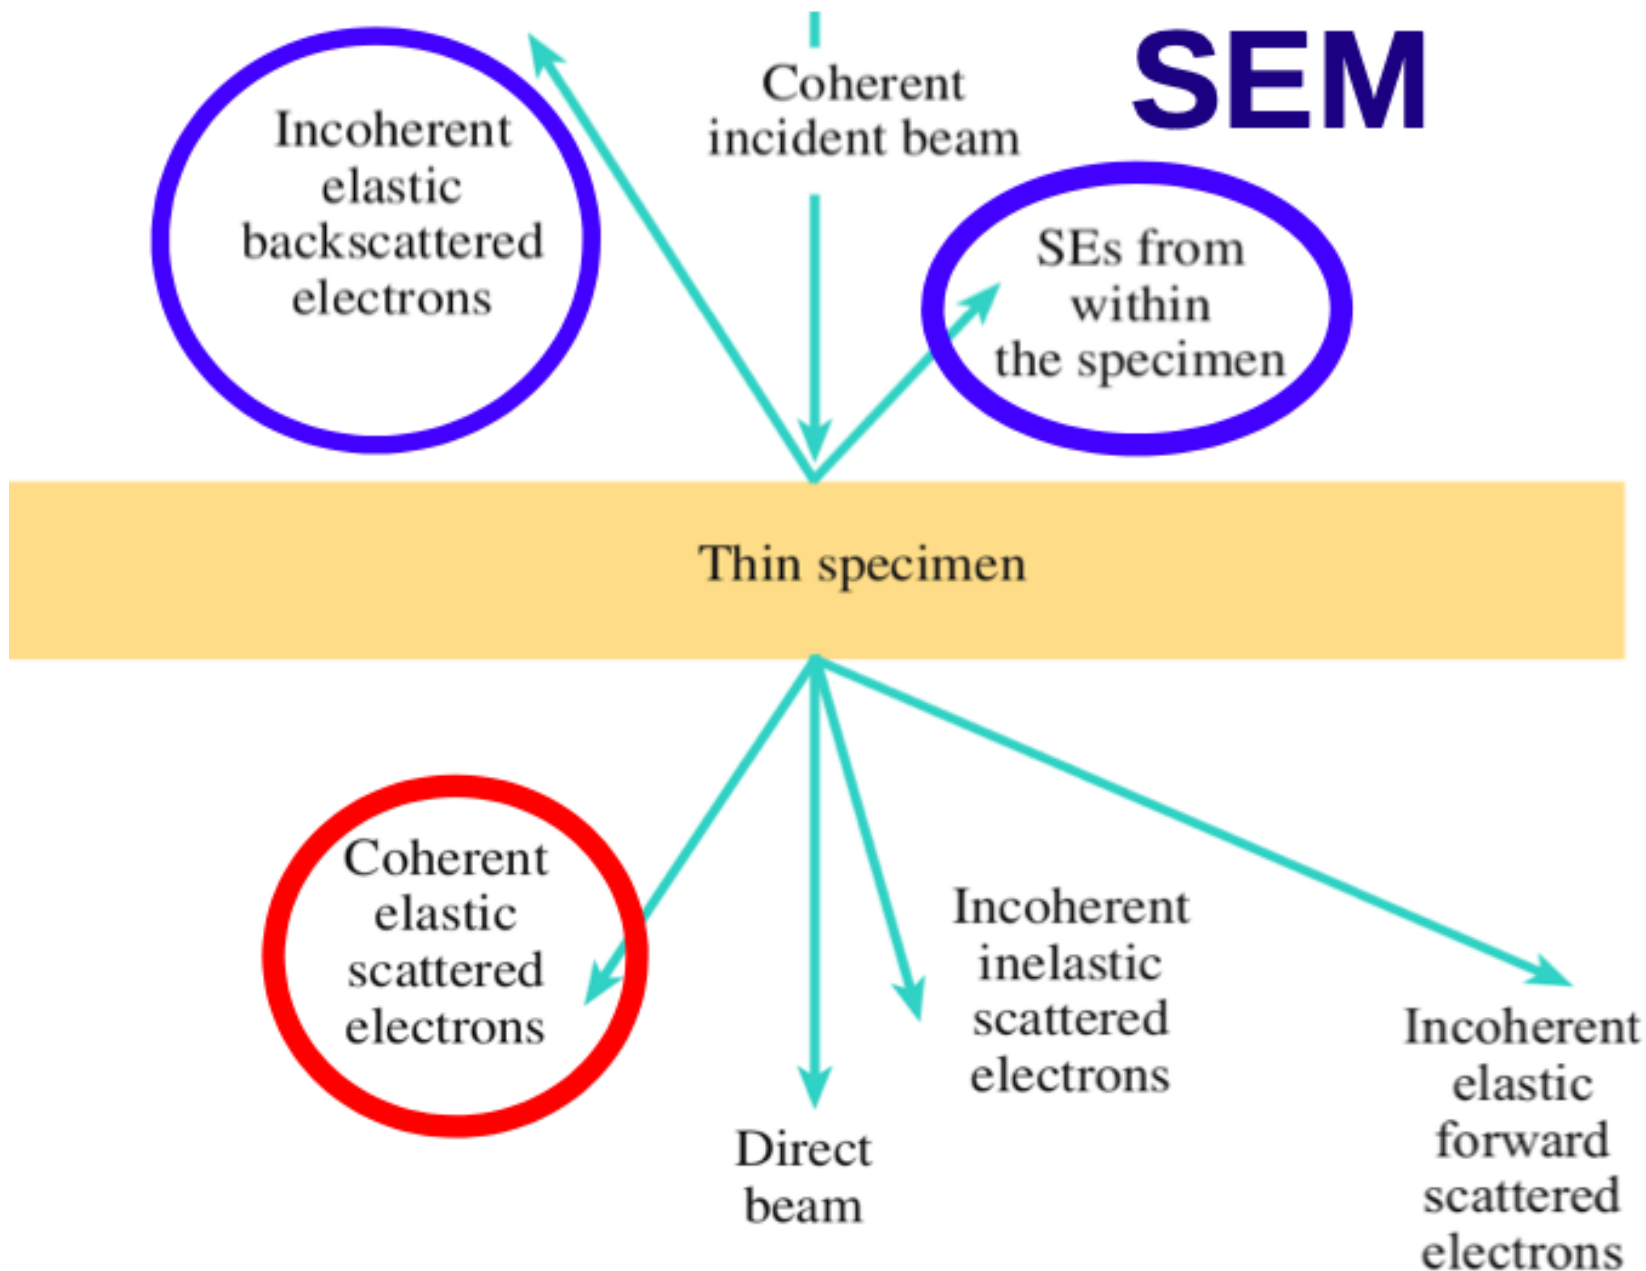 SEM
Coherent
incident beam
Incoherent
elastic
backscattered
electrons
SEs from
within
the specimen
Thin specimen
Coherent
elastic
scattered
electrons
Direct
beam
Incoherent
inelastic
scattered
electrons
Incoherent
elastic
forward
scattered
electrons